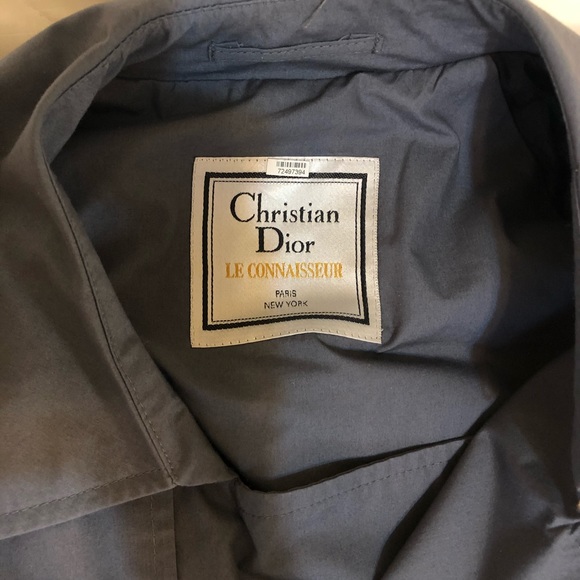 72497394
Christian
Dior
LE CONNAISSEUR
PARIS
NEW YORK